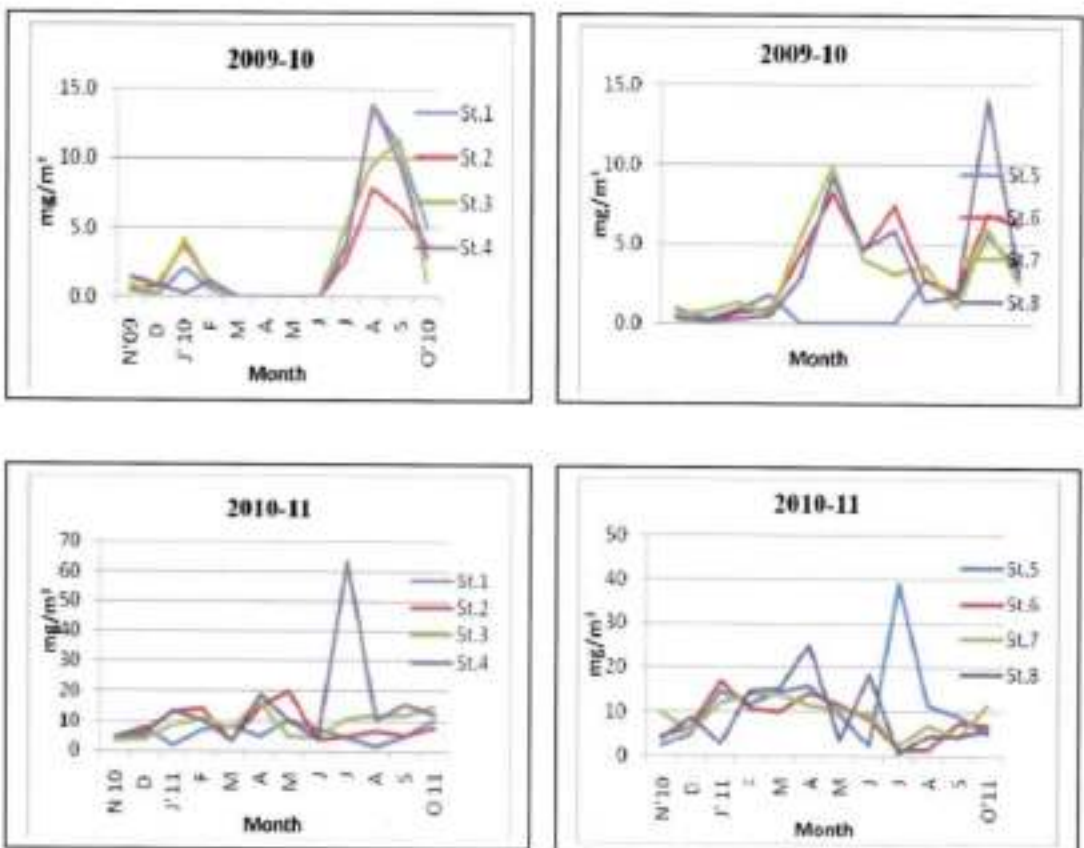 2009-10
15.0
10.0
5.0
0.0
mg/m³
N'09
D
J'10
F
M
A
M
J
J
A
S
O'10
Month
St.1
St.2
St.3
St.4
2009-10
15.0
10.0
5.0
0.0
mg/m³
Month
St.5
St.6
St.7
St.8
2010-11
70
60
50
40
30
20
10
0
mg/m³
N'10
D
J'11
F
M
A
M
J
J
A
S
O'11
Month
St.1
St.2
St.3
St.4
2010-11
50
40
30
20
10
0
mg/m³
N'10
D
J'11
F
M
A
M
J
J
A
S
O'11
Month
St.5
St.6
St.7
St.8